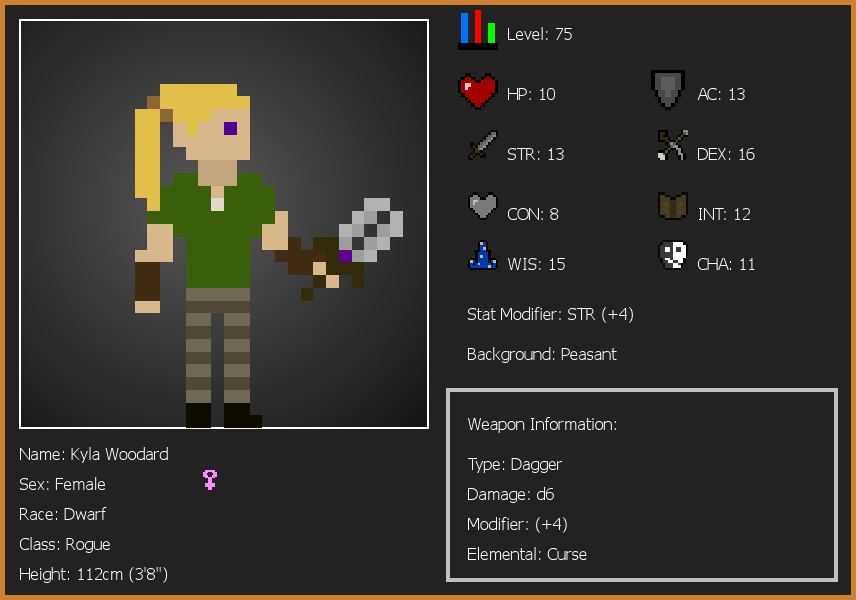 Level: 75
HP: 10
AC: 13
STR: 13
DEX: 16
CON: 8
INT: 12
WIS: 15
CHA: 11
Stat Modifier: STR (+4)
Background: Peasant
Weapon Information:
Type: Dagger
Damage: d6
Modifier: (+4)
Elemental: Curse
Name: Kyla Woodard
Sex: Female
Race: Dwarf
Class: Rogue
Height: 112cm (3'8")